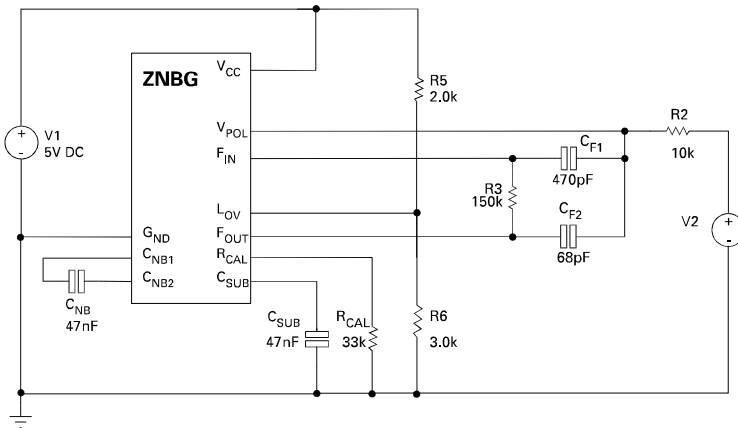 ZNBG
VCC
R5
2.0k
R2
10k
V1
5V DC
+
-
VPOL
FIN
CF1
470pF
R3
150k
LOV
CF2
68pF
V2
+
-
GND
FOUT
CNB1
RCAL
CNB2
CSUB
CNB
47nF
CSUB
47nF
RCAL
33k
R6
3.0k